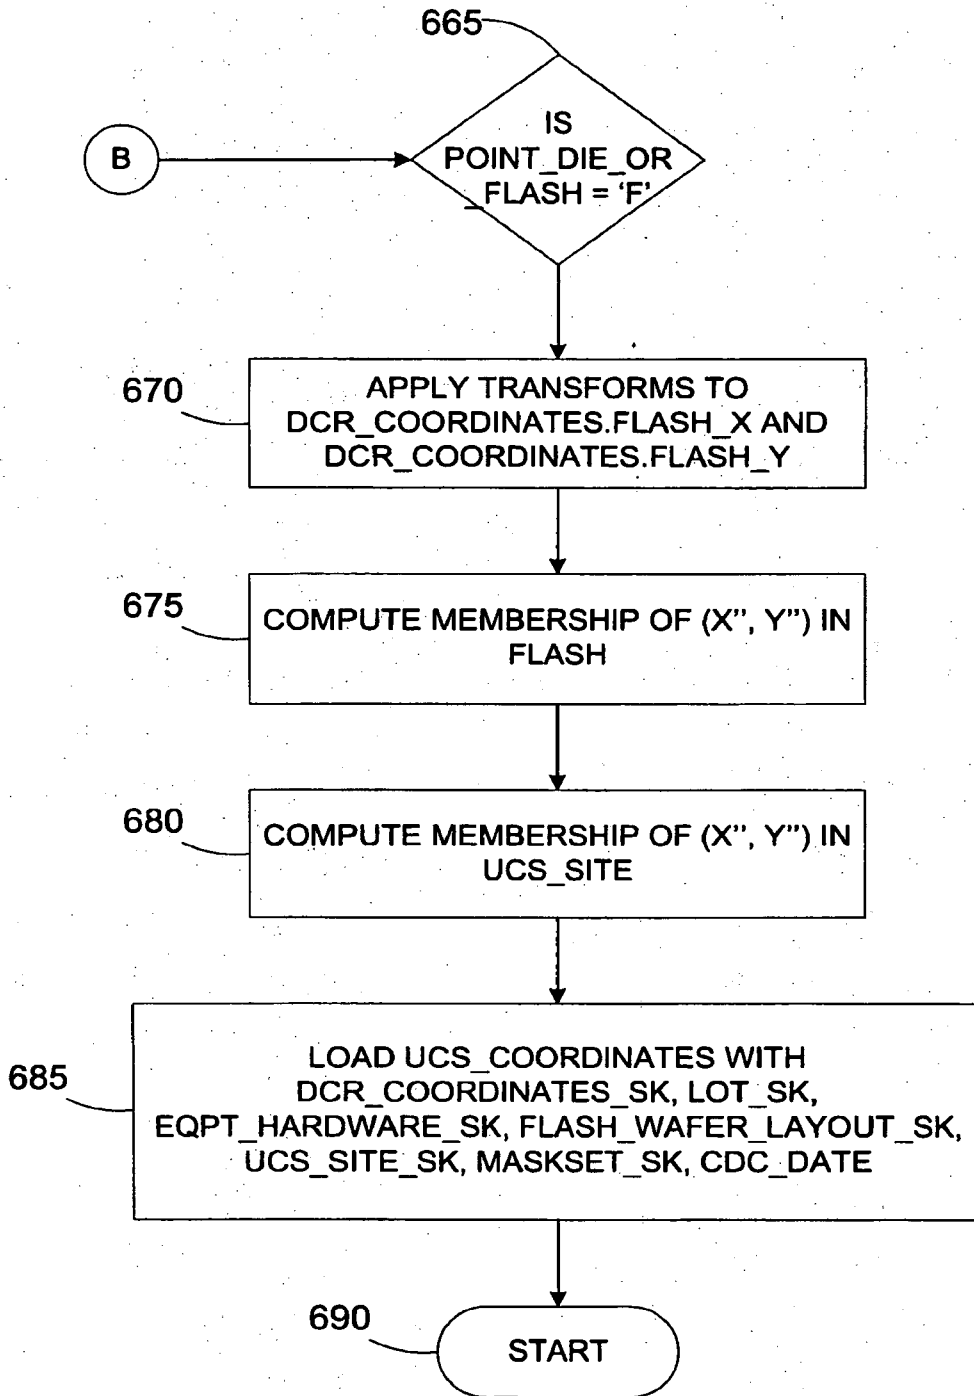 665
IS
POINT_DIE_OR
_FLASH = ‘F’
B
670
APPLY TRANSFORMS TO
DCR_COORDINATES.FLASH_X AND
DCR_COORDINATES.FLASH_Y
675
COMPUTE MEMBERSHIP OF (X”, Y”) IN
FLASH
680
COMPUTE MEMBERSHIP OF (X”, Y”) IN
UCS_SITE
685
LOAD UCS_COORDINATES WITH
DCR_COORDINATES_SK, LOT_SK,
EQPT_HARDWARE_SK, FLASH_WAFER_LAYOUT_SK,
UCS_SITE_SK, MASKSET_SK, CDC_DATE
690
START